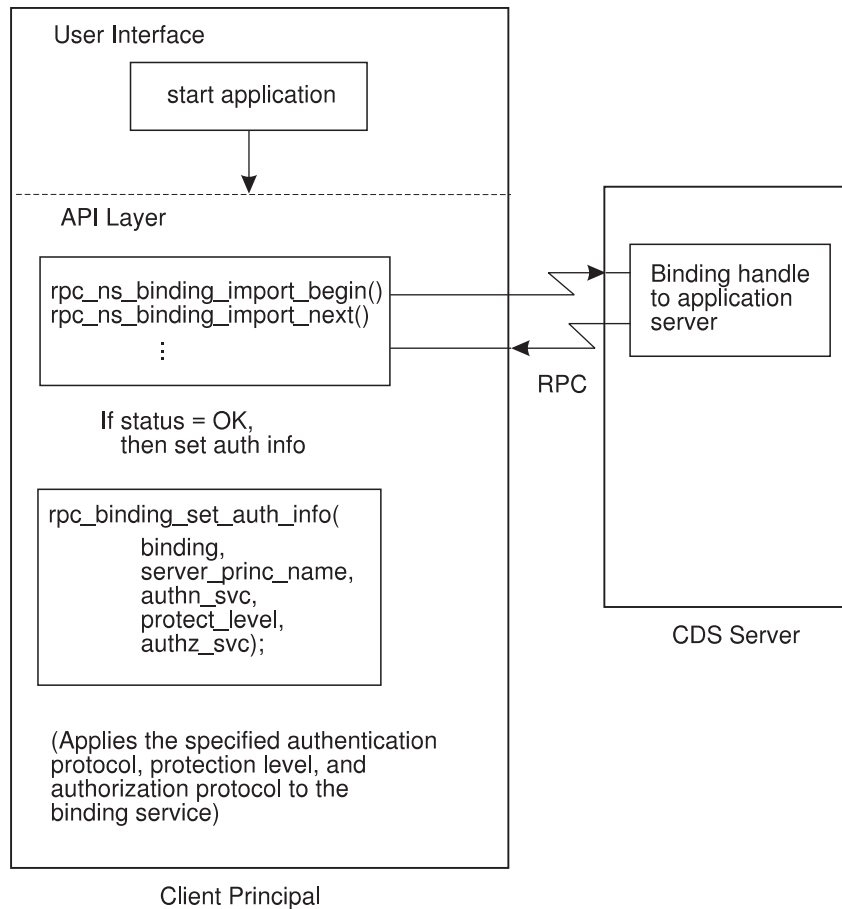 User Interface
start application
API Layer
rpc_ns_binding_import_begin()
rpc_ns_binding_import_next()
⋮
Binding handle
to application
server
RPC
If status = OK,
then set auth info
rpc_binding_set_auth_info(
binding,
server_princ_name,
authn_svc,
protect_level,
authz_svc);
CDS Server
(Applies the specified authentication
protocol, protection level, and
authorization protocol to the
binding service)
Client Principal